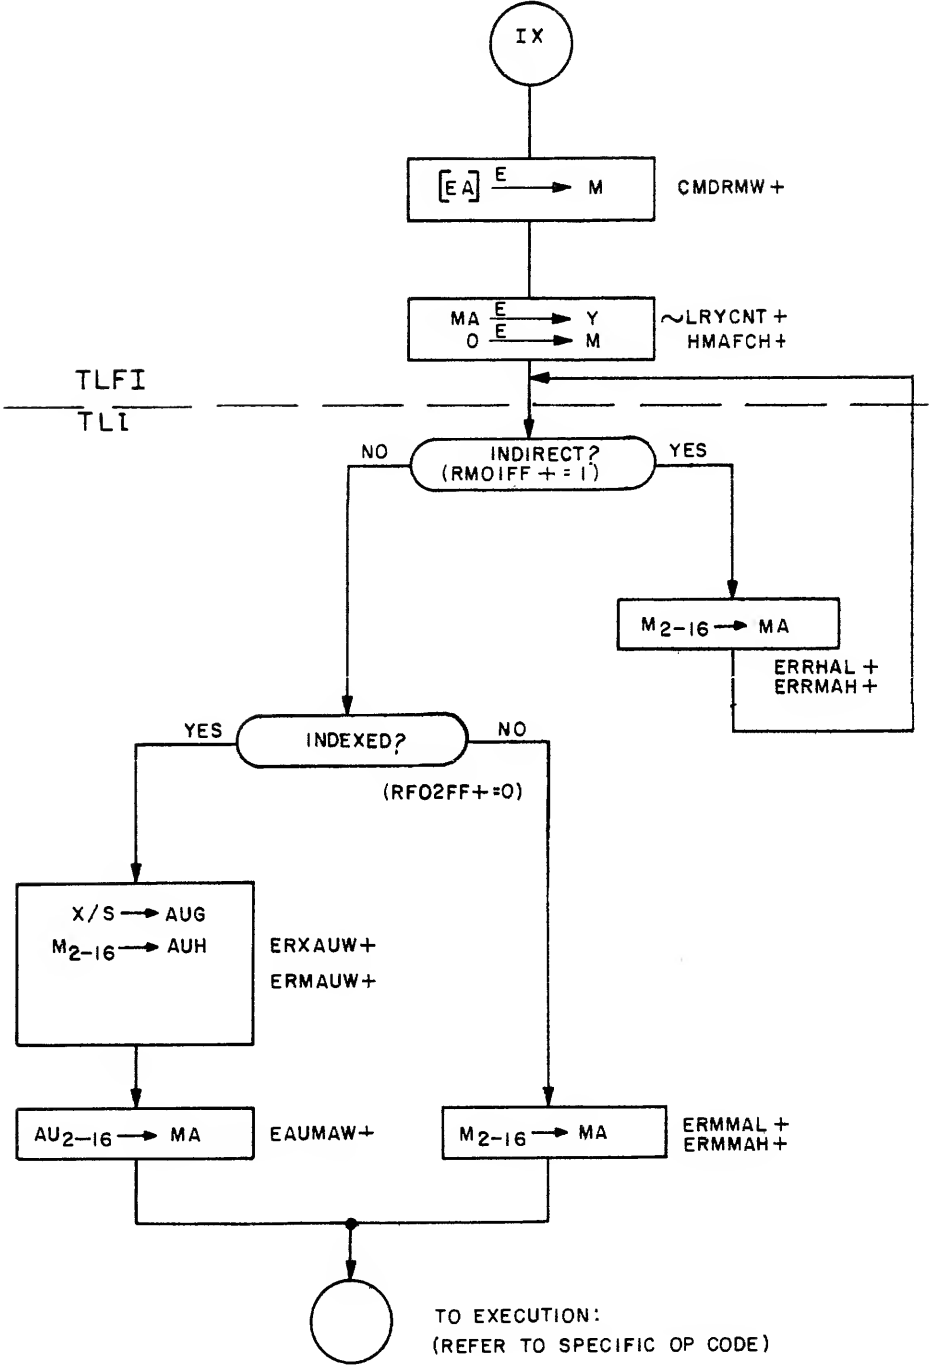 IX
[EA] E → M CMDRMW+
MA E → Y ~LRYCNT+
0 E → M HMAFCH+
TLFI
TLI
NO INDIRECT? YES
(RM01FF+=1)
M2-16 → MA
ERRHAL+
ERRMAH+
YES INDEXED? NO
(RF02FF+=0)
X/S → AUG
M2-16 → AUH ERXAUW+
ERMAUW+
AU2-16 → MA EAUMAW+
M2-16 → MA ERMMAL+
ERMMAH+
TO EXECUTION:
(REFER TO SPECIFIC OP CODE)